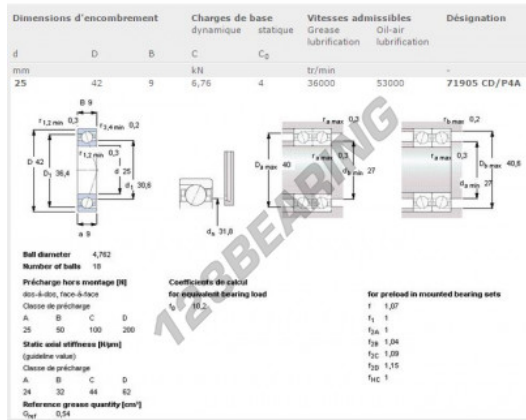 Dimensions d'encombrement Charges de base Vitesses admissibles Désignation
dynamique statique Grease lubrification Oil-air lubrification
d D B C C0
mm kN tr/min -
25 42 9 6,76 4 36000 53000 71905 CD/P4A
B 9
r1,2 min 0,3 r3,4 min 0,2
r1,2 min 0,3
D 42 D1 36,4 d 25 d1 30,6
a 9
dn 31,8
ra max 0,3
ra max 0,3
Da max 40 db min 27
rb max 0,2
ra max 0,3
Db max 40,6
da min 27
123BEARING
Ball diameter 4,762
Number of balls 18
Précharge hors montage [N] Coefficients de calcul
dos-à-dos, face-à-face for equivalent bearing load for preload in mounted bearing sets
Classe de précharge f0 10,2 f 1,07
A B C D f1 1
25 50 100 200 f2A 1
Static axial stiffness [N/µm] f2B 1,04
(guideline value) f2C 1,09
Classe de précharge f2D 1,15
A B C D fHC 1
24 32 44 62
Reference grease quantity [cm³]
Gref 0,54